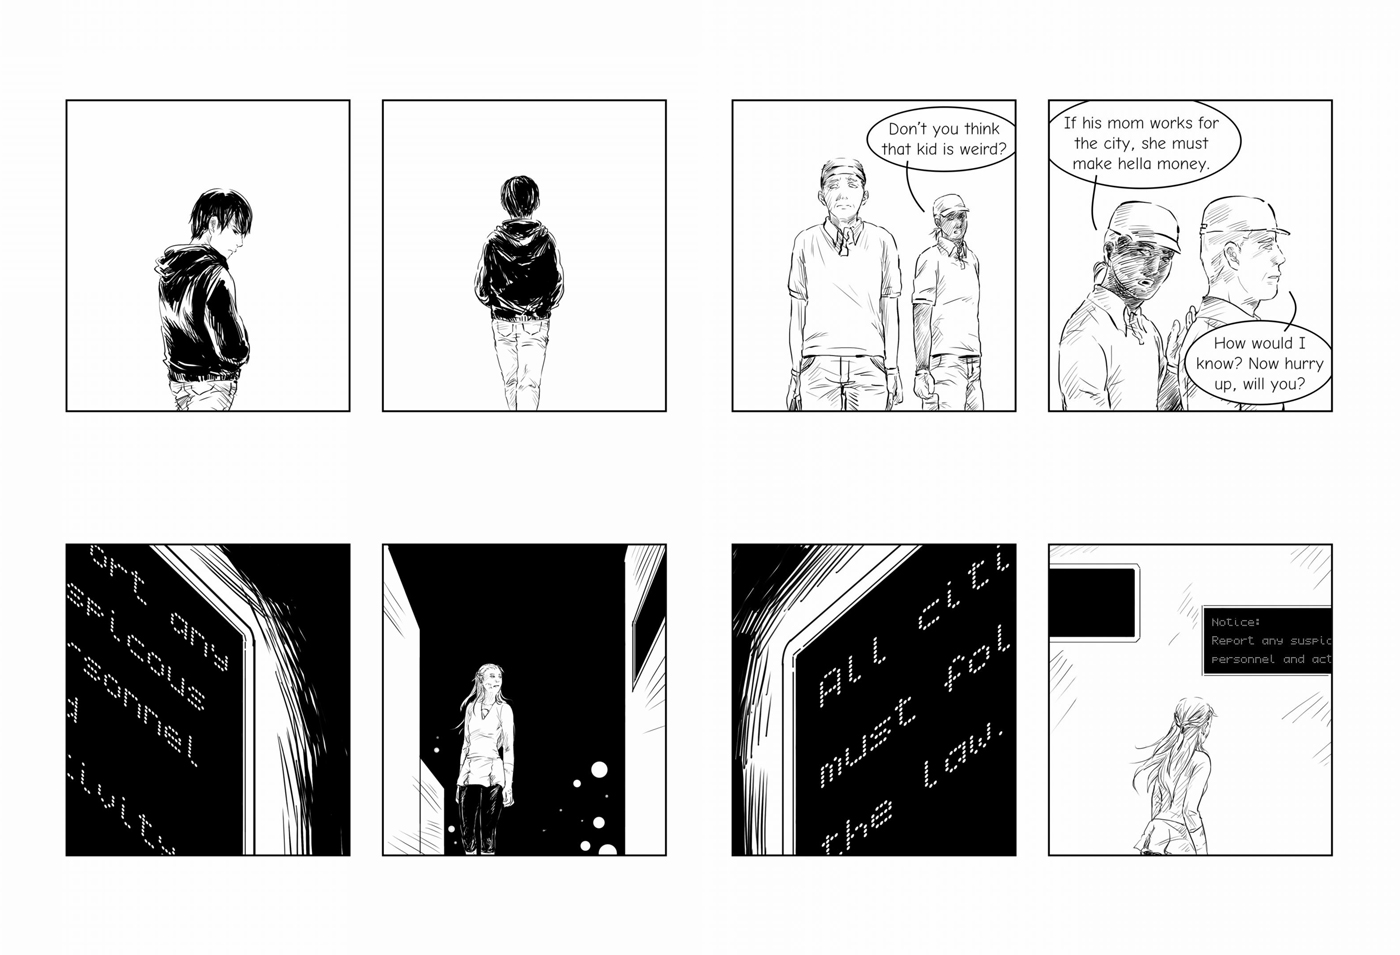 Don't you think
that kid is weird?
If his mom works for
the city, she must
make hella money.
How would I
know? Now hurry
up, will you?
ort any
spicous
rsonnel
d
ivity
All citi
must fol
the law.
Notice:
Report any suspic
personnel and act